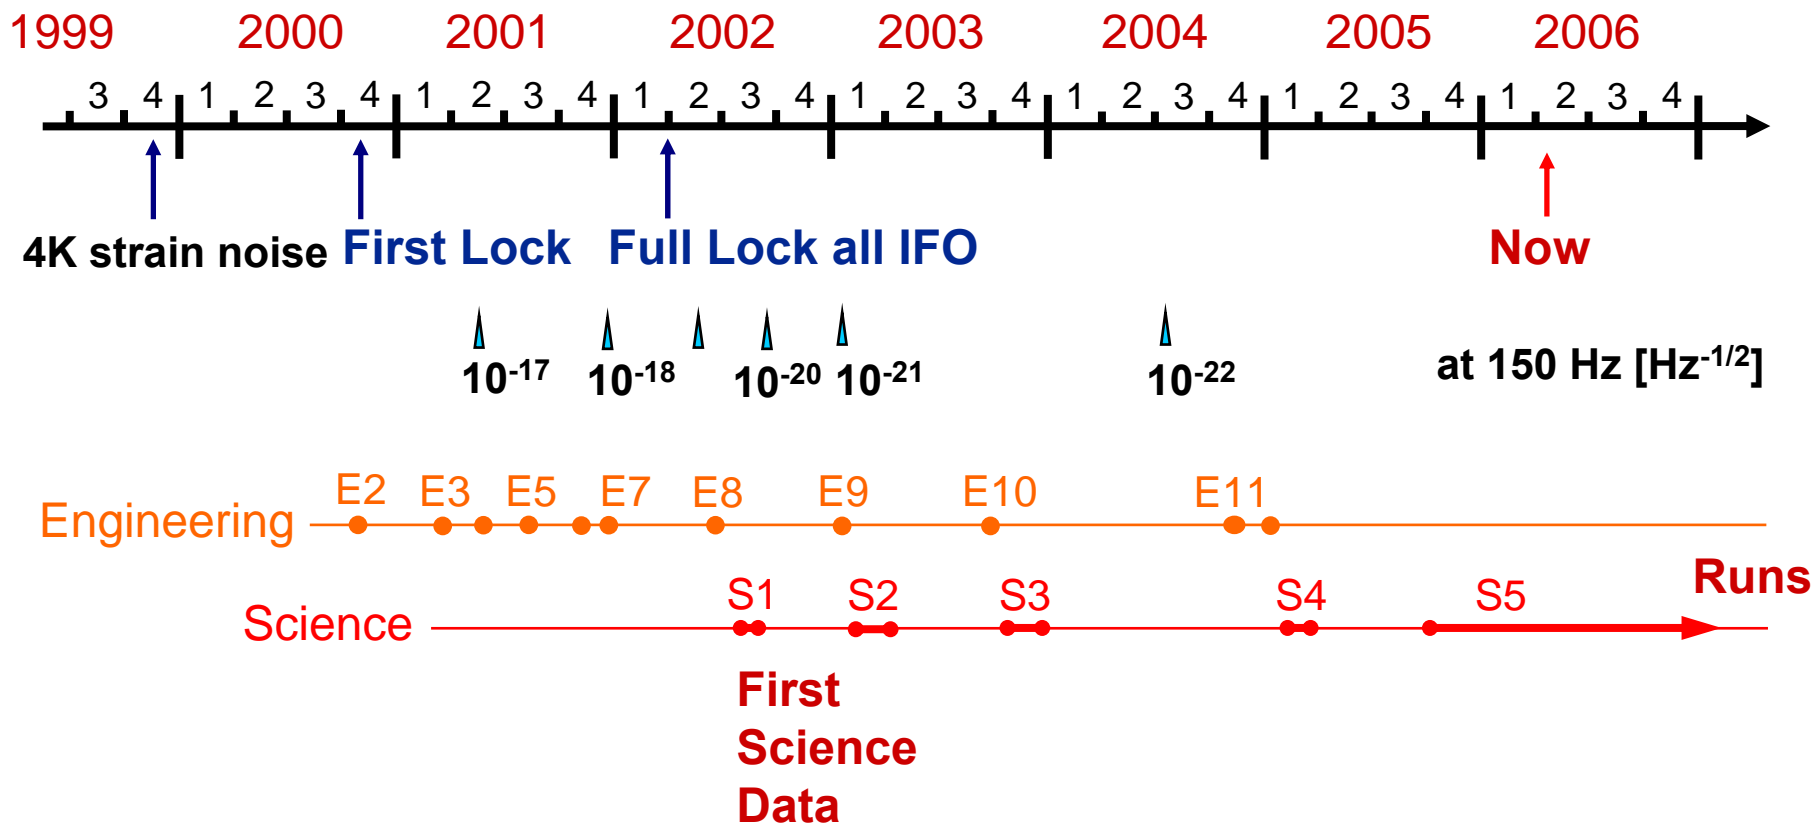 1999 2000 2001 2002 2003 2004 2005 2006
3 4 1 2 3 4 1 2 3 4 1 2 3 4 1 2 3 4 1 2 3 4 1 2 3 4 1 2 3 4
4K strain noise First Lock Full Lock all IFO Now
10⁻¹⁷ 10⁻¹⁸ 10⁻²⁰ 10⁻²¹ 10⁻²² at 150 Hz [Hz⁻¹/²]
E2 E3 E5 E7 E8 E9 E10 E11
Engineering
Runs
S1 S2 S3 S4 S5
Science
First
Science
Data